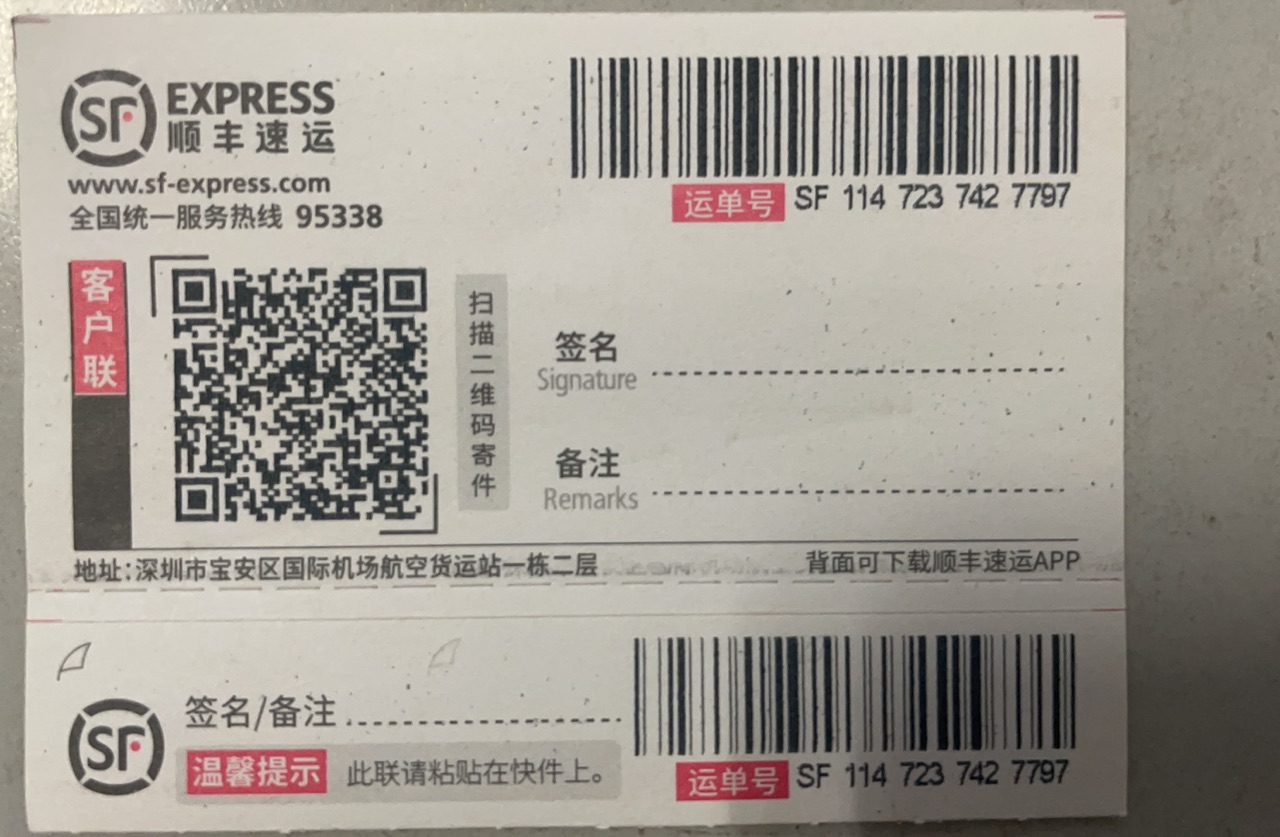 SF EXPRESS
顺丰速运
www.sf-express.com
全国统一服务热线 95338
运单号 SF 114 723 742 7797
客户联
扫描二维码寄件
签名
Signature
备注
Remarks
地址:深圳市宝安区国际机场航空货运站一栋二层
背面可下载顺丰速运APP
SF
签名/备注
温馨提示 此联请粘贴在快件上。
运单号 SF 114 723 742 7797